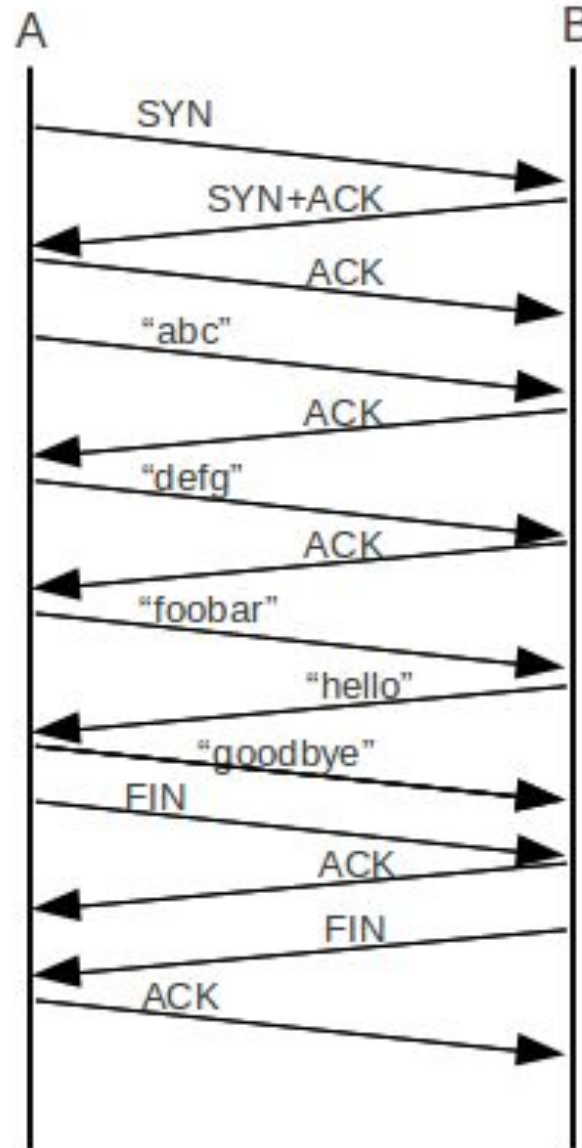 A
B
SYN
SYN+ACK
ACK
“abc”
ACK
“defg”
ACK
“foobar”
“hello”
“goodbye”
FIN
ACK
FIN
ACK